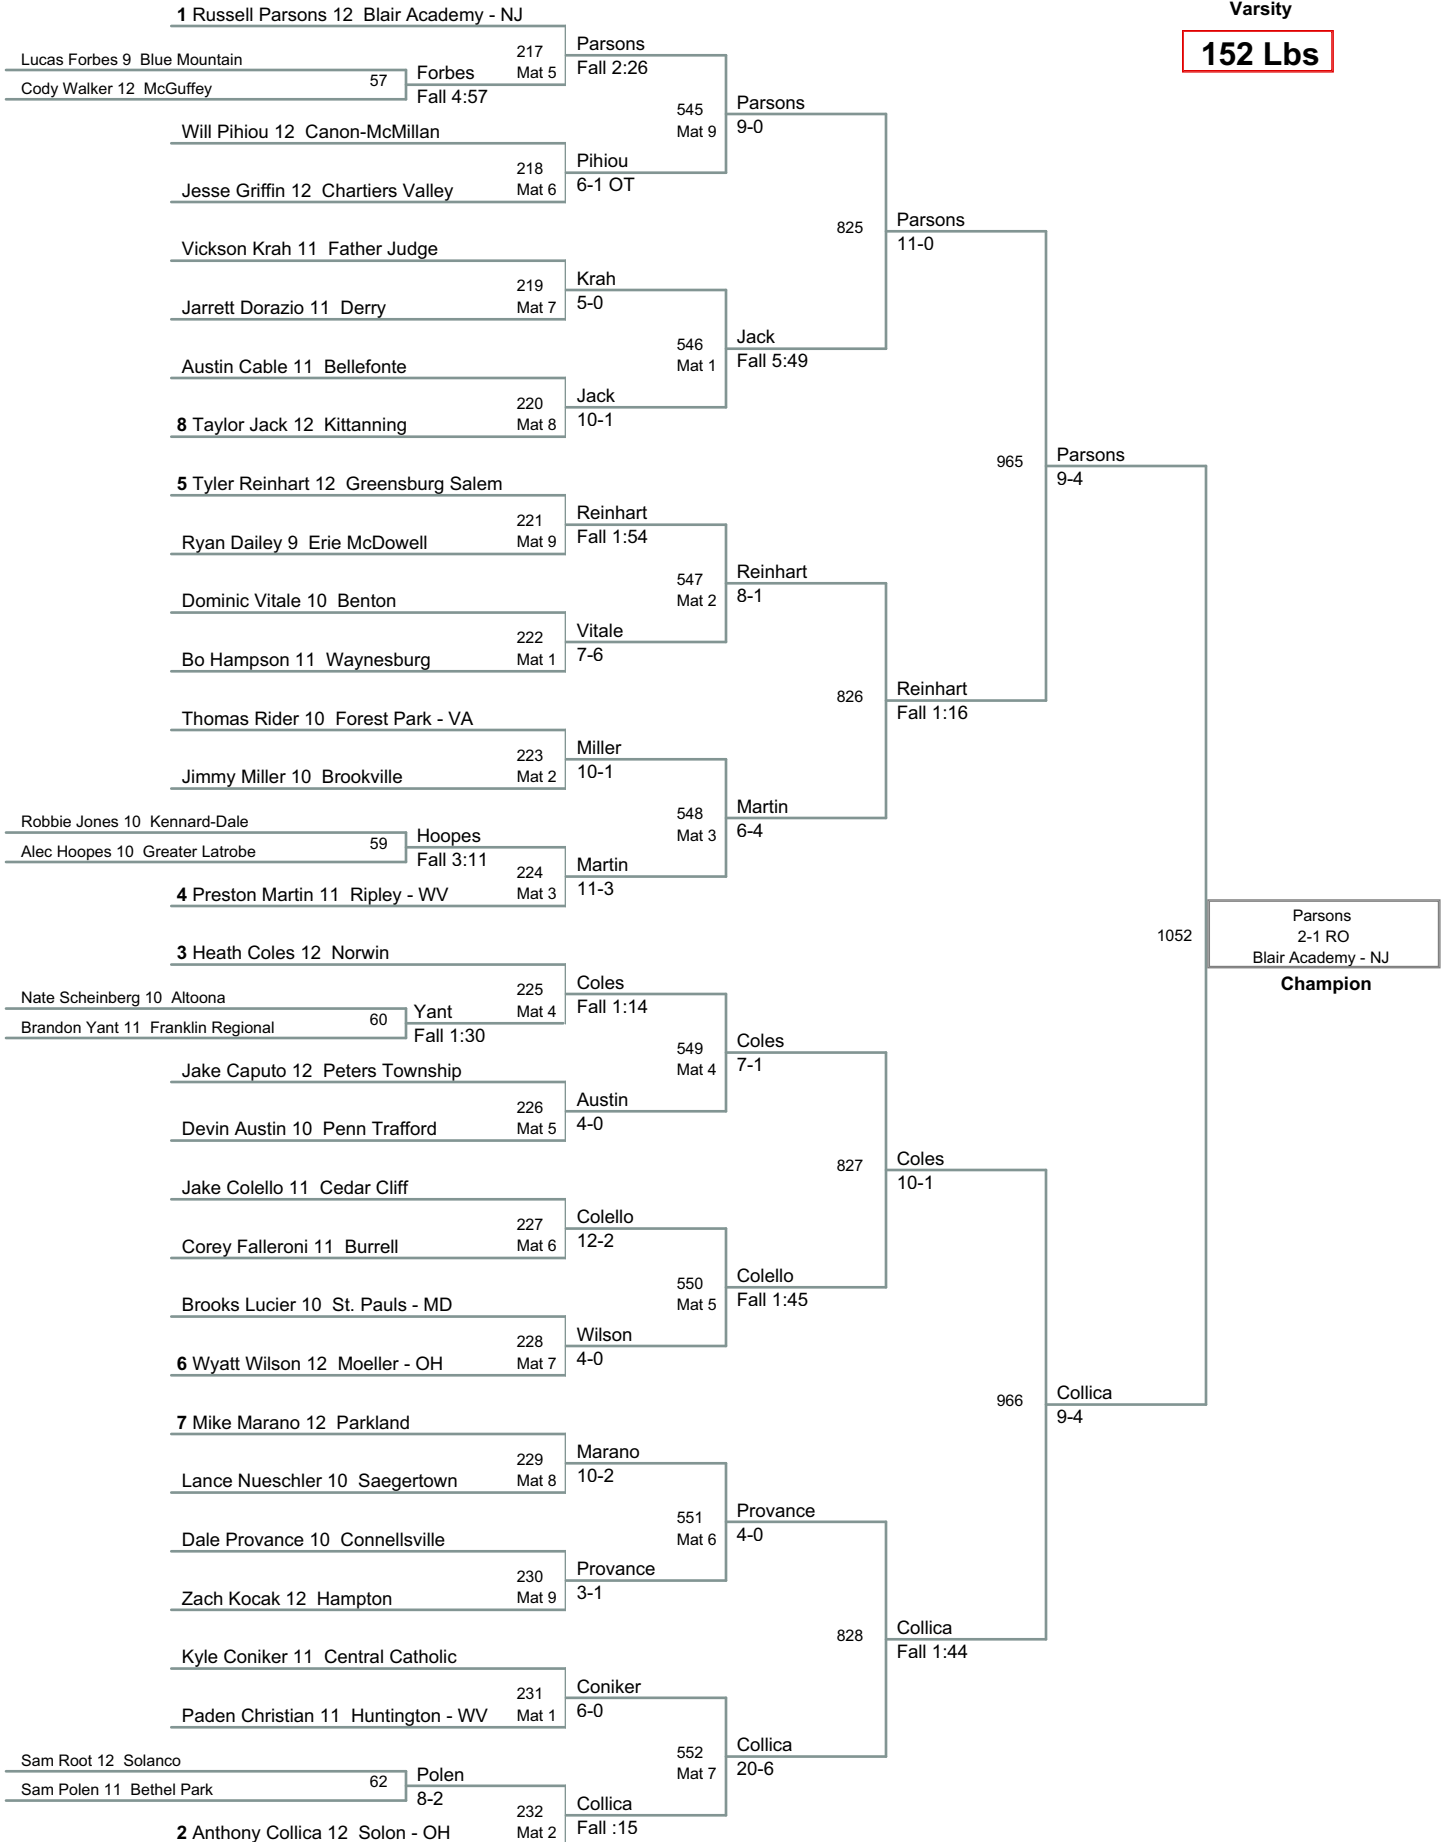 Varsity
152 Lbs
1 Russell Parsons 12 Blair Academy - NJ
Lucas Forbes 9 Blue Mountain
Cody Walker 12 McGuffey
57
Forbes
Fall 4:57
217
Mat 5
Parsons
Fall 2:26
Will Pihiou 12 Canon-McMillan
Jesse Griffin 12 Chartiers Valley
218
Mat 6
Pihiou
6-1 OT
545
Mat 9
Parsons
9-0
Vickson Krah 11 Father Judge
Jarrett Dorazio 11 Derry
219
Mat 7
Krah
5-0
Austin Cable 11 Bellefonte
8 Taylor Jack 12 Kittanning
220
Mat 8
Jack
10-1
546
Mat 1
Jack
Fall 5:49
825
Parsons
11-0
5 Tyler Reinhart 12 Greensburg Salem
Ryan Dailey 9 Erie McDowell
221
Mat 9
Reinhart
Fall 1:54
Dominic Vitale 10 Benton
Bo Hampson 11 Waynesburg
222
Mat 1
Vitale
7-6
547
Mat 2
Reinhart
8-1
Thomas Rider 10 Forest Park - VA
Jimmy Miller 10 Brookville
223
Mat 2
Miller
10-1
Robbie Jones 10 Kennard-Dale
Alec Hoopes 10 Greater Latrobe
59
Hoopes
Fall 3:11
4 Preston Martin 11 Ripley - WV
224
Mat 3
Martin
11-3
548
Mat 3
Martin
6-4
826
Reinhart
Fall 1:16
965
Parsons
9-4
3 Heath Coles 12 Norwin
Nate Scheinberg 10 Altoona
Brandon Yant 11 Franklin Regional
60
Yant
Fall 1:30
225
Mat 4
Coles
Fall 1:14
Jake Caputo 12 Peters Township
Devin Austin 10 Penn Trafford
226
Mat 5
Austin
4-0
549
Mat 4
Coles
7-1
Jake Colello 11 Cedar Cliff
Corey Falleroni 11 Burrell
227
Mat 6
Colello
12-2
Brooks Lucier 10 St. Pauls - MD
6 Wyatt Wilson 12 Moeller - OH
228
Mat 7
Wilson
4-0
550
Mat 5
Colello
Fall 1:45
827
Coles
10-1
7 Mike Marano 12 Parkland
Lance Nueschler 10 Saegertown
229
Mat 8
Marano
10-2
Dale Provance 10 Connellsville
Zach Kocak 12 Hampton
230
Mat 9
Provance
3-1
551
Mat 6
Provance
4-0
Kyle Coniker 11 Central Catholic
Paden Christian 11 Huntington - WV
231
Mat 1
Coniker
6-0
Sam Root 12 Solanco
Sam Polen 11 Bethel Park
62
Polen
8-2
2 Anthony Collica 12 Solon - OH
232
Mat 2
Collica
Fall :15
552
Mat 7
Collica
20-6
828
Collica
Fall 1:44
966
Collica
9-4
1052
Parsons
2-1 RO
Blair Academy - NJ
Champion